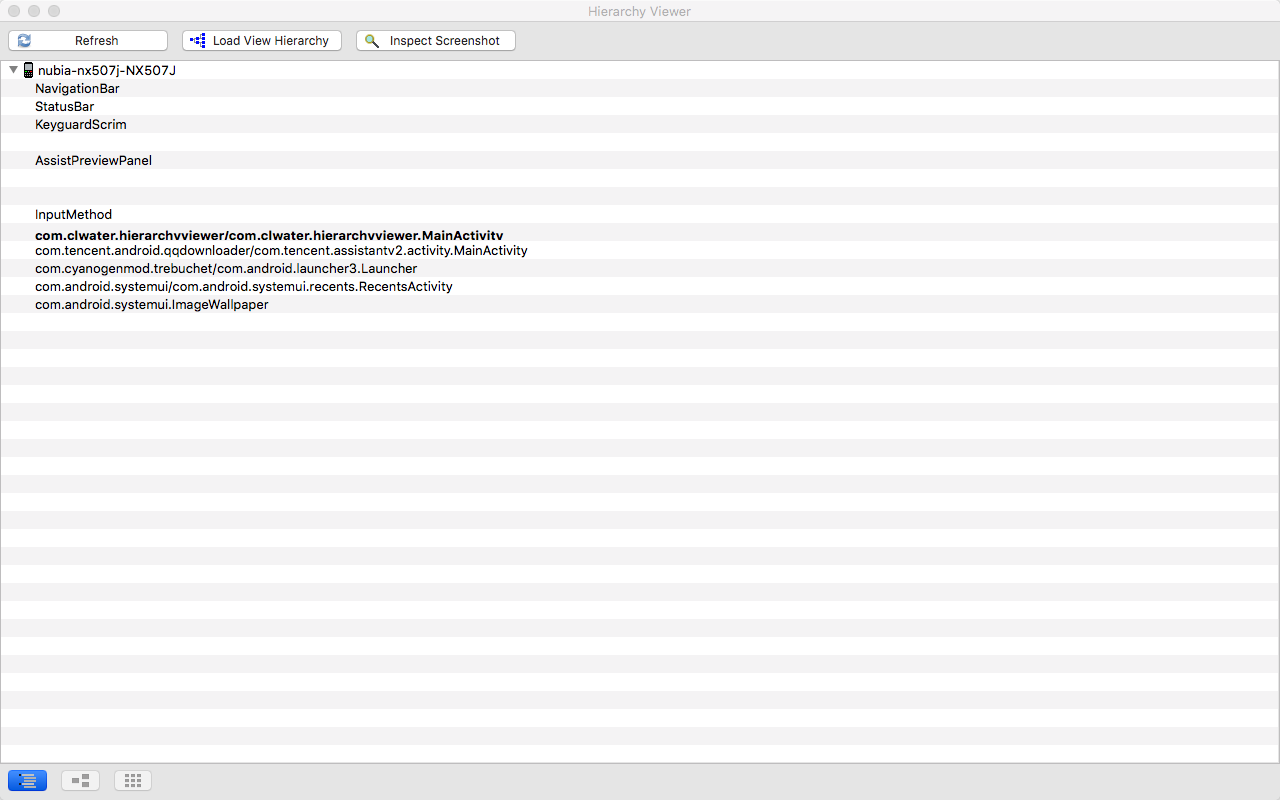 Hierarchy Viewer
Refresh
Load View Hierarchy
Inspect Screenshot
nubia-nx507j-NX507J
NavigationBar
StatusBar
KeyguardScrim
AssistPreviewPanel
InputMethod
com.clwater.hierarchyviewer/com.clwater.hierarchyviewer.MainActivity
com.tencent.android.qqdownloader/com.tencent.assistantv2.activity.MainActivity
com.cyanogenmod.trebuchet/com.android.launcher3.Launcher
com.android.systemui/com.android.systemui.recents.RecentsActivity
com.android.systemui.ImageWallpaper